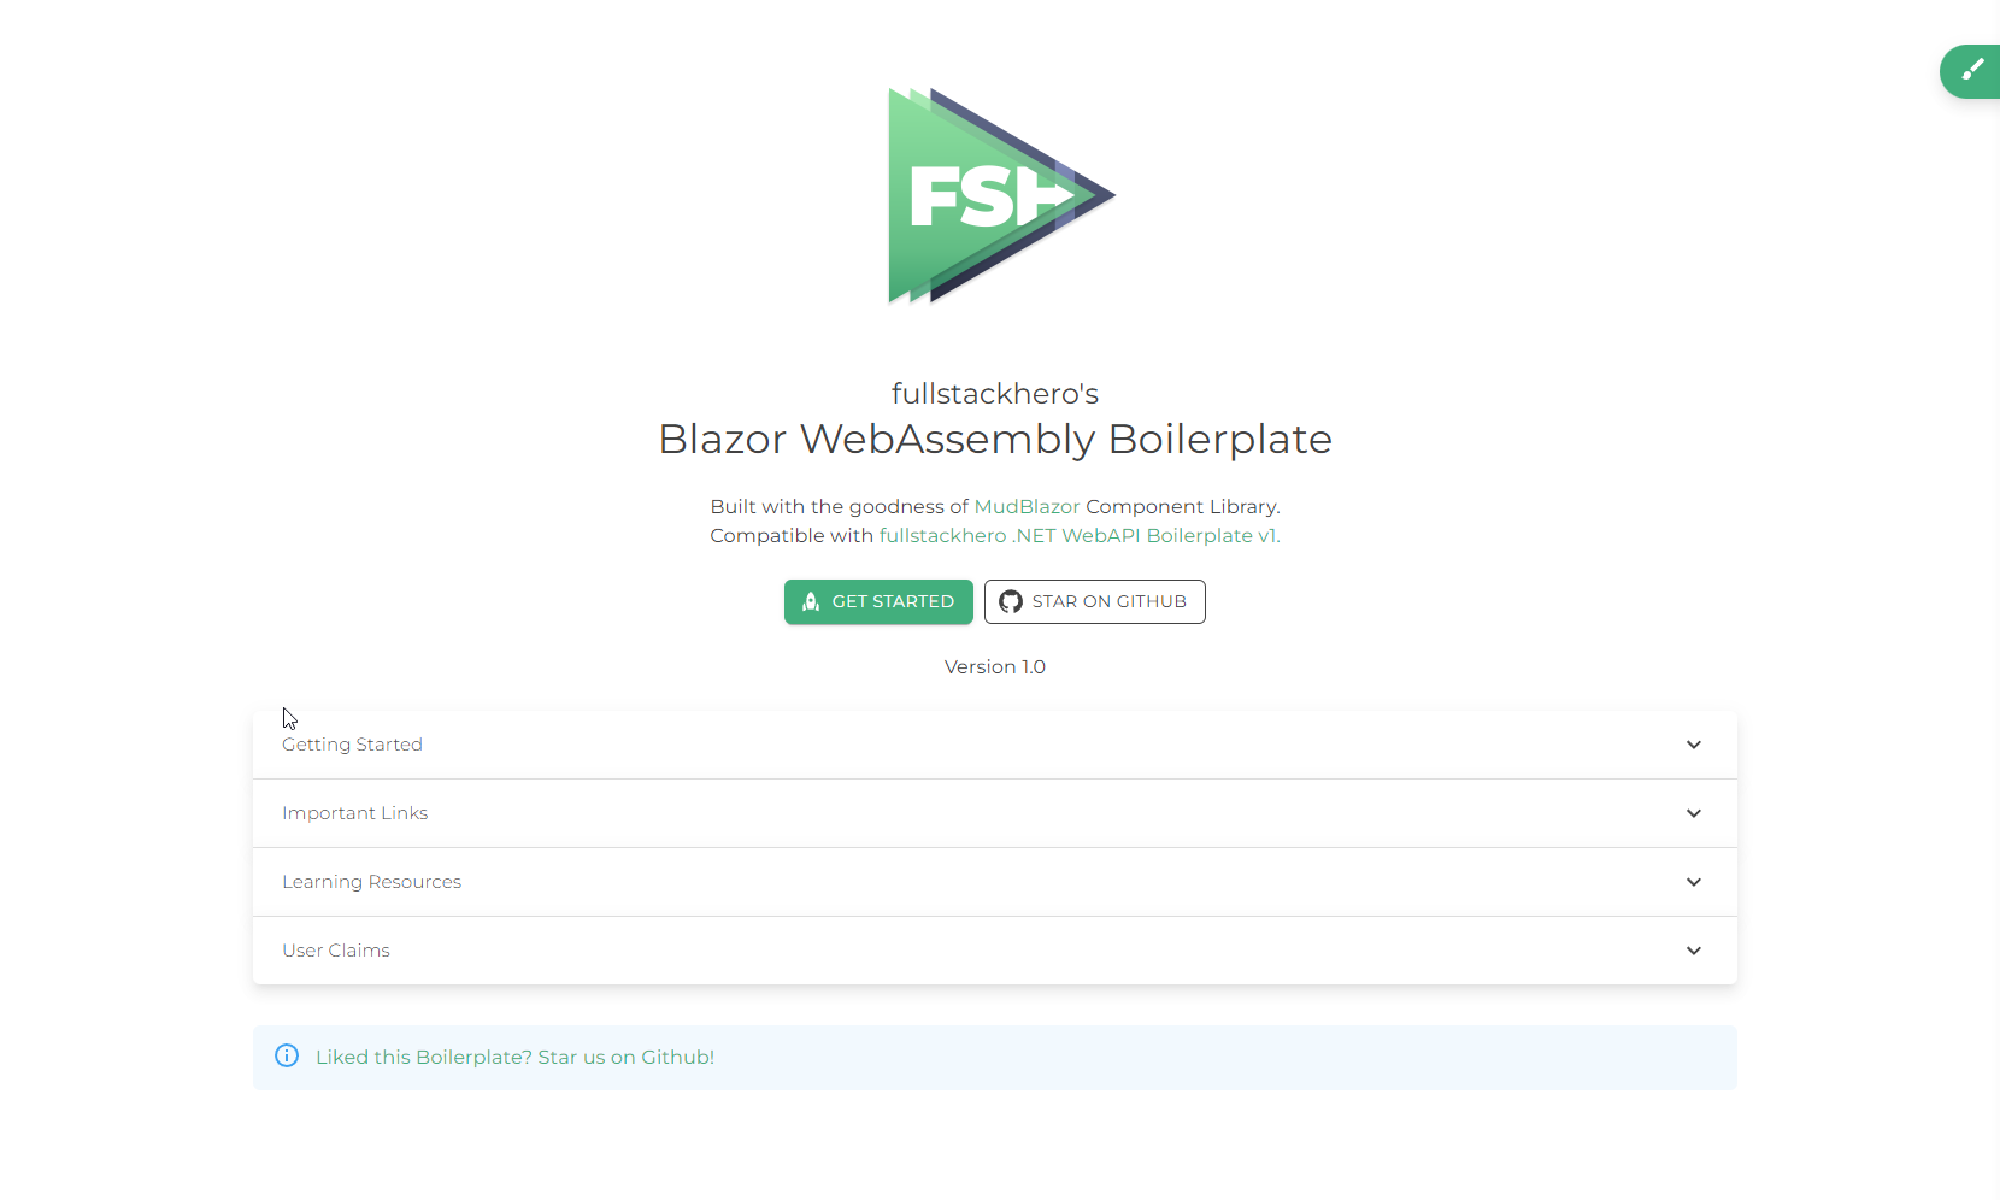 FSH
fullstackhero's
Blazor WebAssembly Boilerplate
Built with the goodness of MudBlazor Component Library.
Compatible with fullstackhero .NET WebAPI Boilerplate v1.
GET STARTED
STAR ON GITHUB
Version 1.0
Getting Started
Important Links
Learning Resources
User Claims
Liked this Boilerplate? Star us on Github!